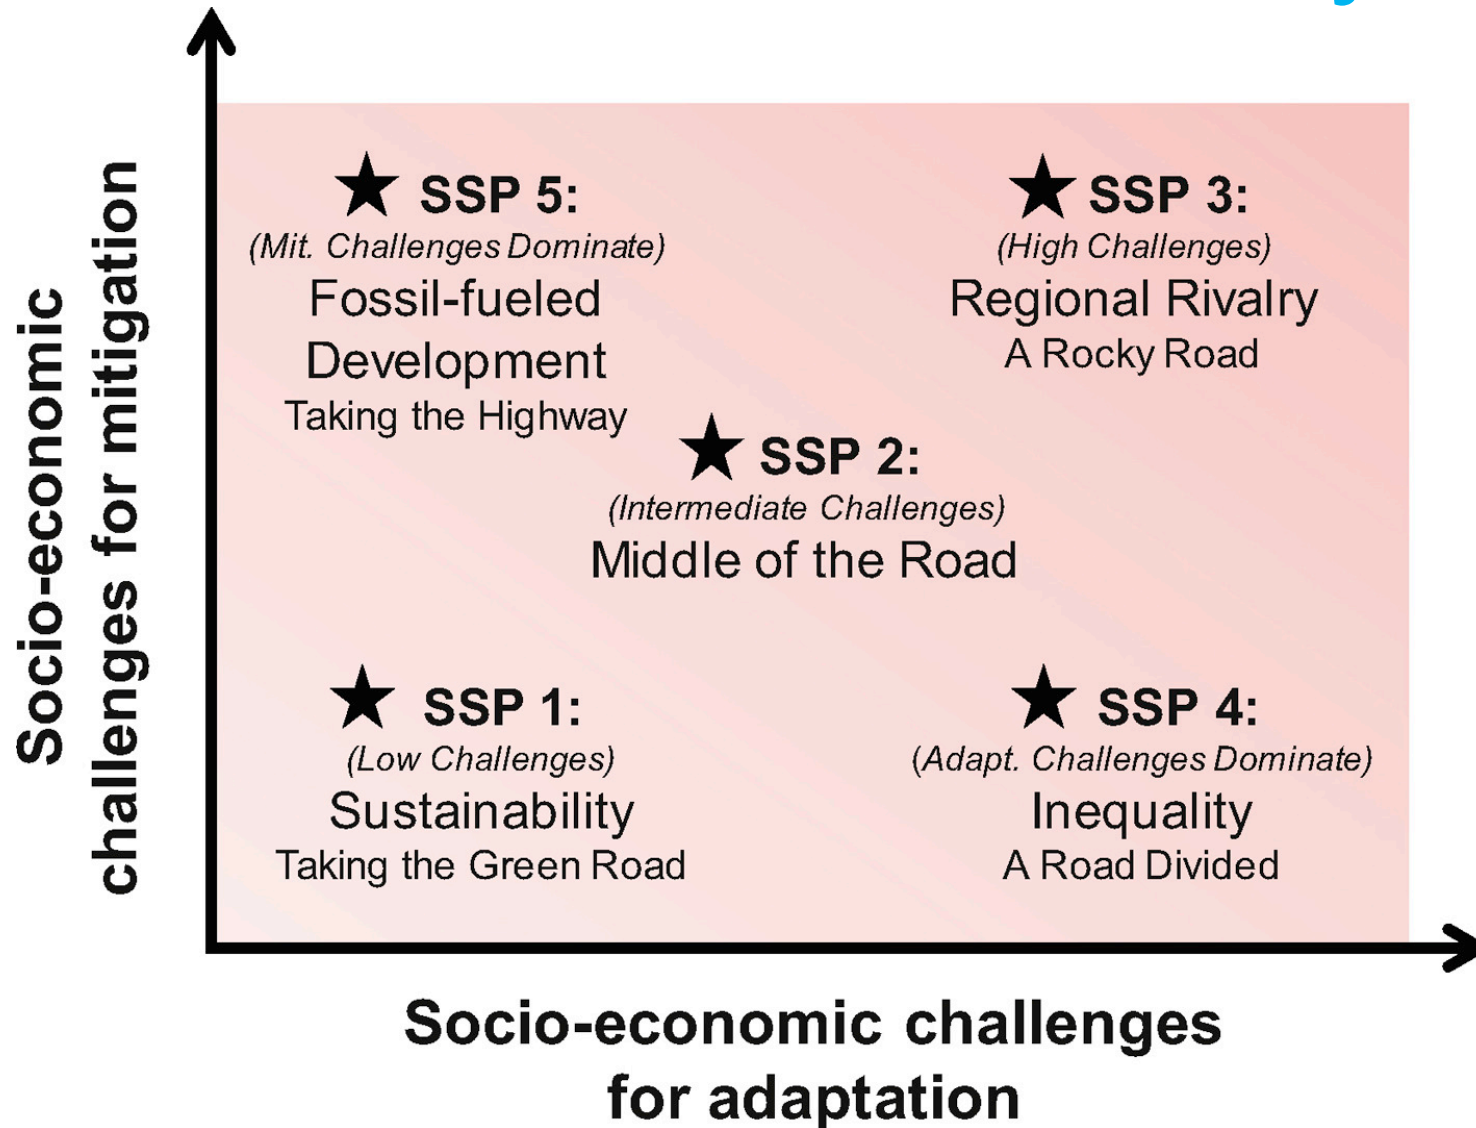 Socio-economic
challenges for mitigation
SSP 5:
(Mit. Challenges Dominate)
Fossil-fueled
Development
Taking the Highway
SSP 3:
(High Challenges)
Regional Rivalry
A Rocky Road
SSP 2:
(Intermediate Challenges)
Middle of the Road
SSP 1:
(Low Challenges)
Sustainability
Taking the Green Road
SSP 4:
(Adapt. Challenges Dominate)
Inequality
A Road Divided
Socio-economic challenges
for adaptation